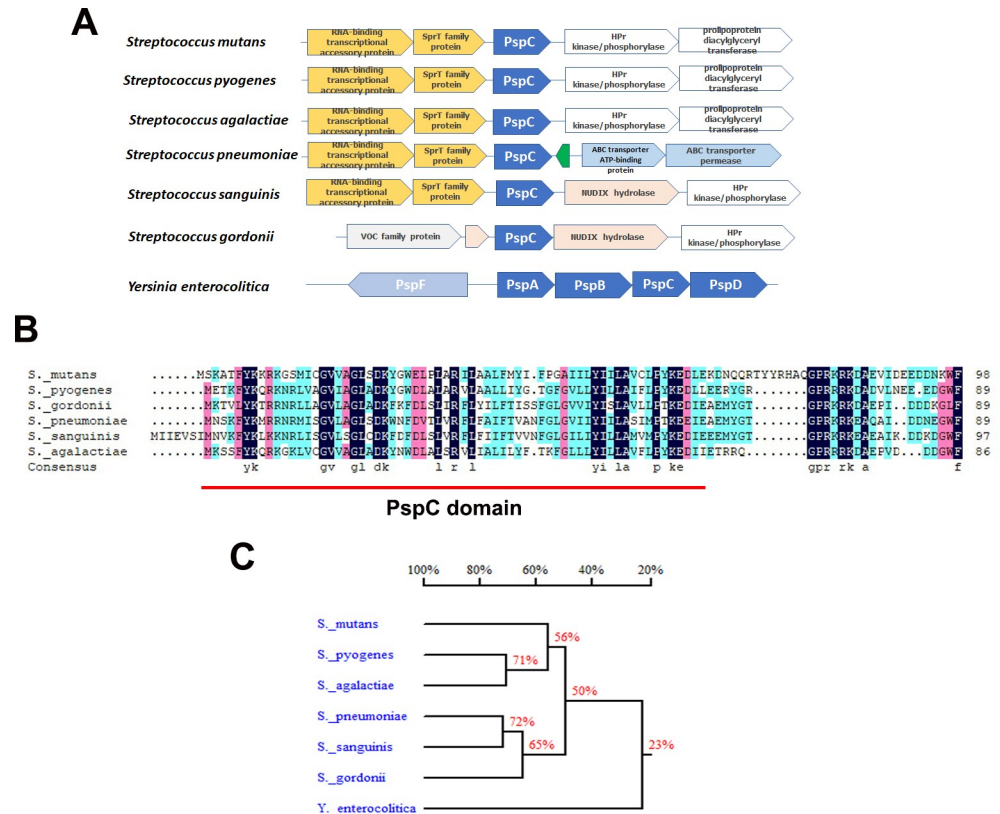 A
Streptococcus mutans
RNA-binding
transcriptional
accessory protein
SprT family
protein
PspC
HPr
kinase/phosphorylase
prolipoprotein
diacylglyceryl
transferase
Streptococcus pyogenes
RNA-binding
transcriptional
accessory protein
SprT family
protein
PspC
HPr
kinase/phosphorylase
prolipoprotein
diacylglyceryl
transferase
Streptococcus agalactiae
RNA-binding
transcriptional
accessory protein
SprT family
protein
PspC
HPr
kinase/phosphorylase
prolipoprotein
diacylglyceryl
transferase
Streptococcus pneumoniae
RNA-binding
transcriptional
accessory protein
SprT family
protein
PspC
ABC transporter
ATP-binding
protein
ABC transporter
permease
Streptococcus sanguinis
RNA-binding
transcriptional
accessory protein
SprT family
protein
PspC
NUDIX hydrolase
HPr
kinase/phosphorylase
Streptococcus gordonii
VOC family protein
PspC
NUDIX hydrolase
HPr
kinase/phosphorylase
Yersinia enterocolitica
PspF
PspA
PspB
PspC
PspD
B
S._mutans 98
S._pyogenes 89
S._gordonii 89
S._pneumoniae 89
S._sanguinis 97
S._agalactiae 86
Consensus yk gv gl dk l r l yi la p ke gpr rk a f
PspC domain
C
100% 80% 60% 40% 20%
S._mutans
56%
S._pyogenes
71%
S._agalactiae
50%
S._pneumoniae
72%
S._sanguinis
65%
23%
S._gordonii
Y. enterocolitica